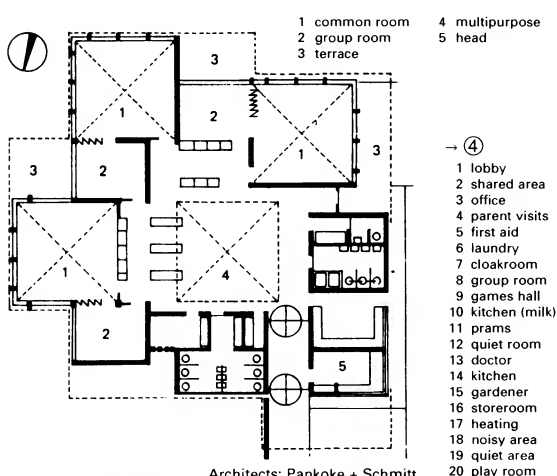 1 common room
2 group room
3 terrace
4 multipurpose
5 head
3
1
2
1
3
3
2
1
4
2
5
→ 4
1 lobby
2 shared area
3 office
4 parent visits
5 first aid
6 laundry
7 cloakroom
8 group room
9 games hall
10 kitchen (milk)
11 prams
12 quiet room
13 doctor
14 kitchen
15 gardener
16 storeroom
17 heating
18 noisy area
19 quiet area
20 play room
Architects: Pankoke + Schmitt